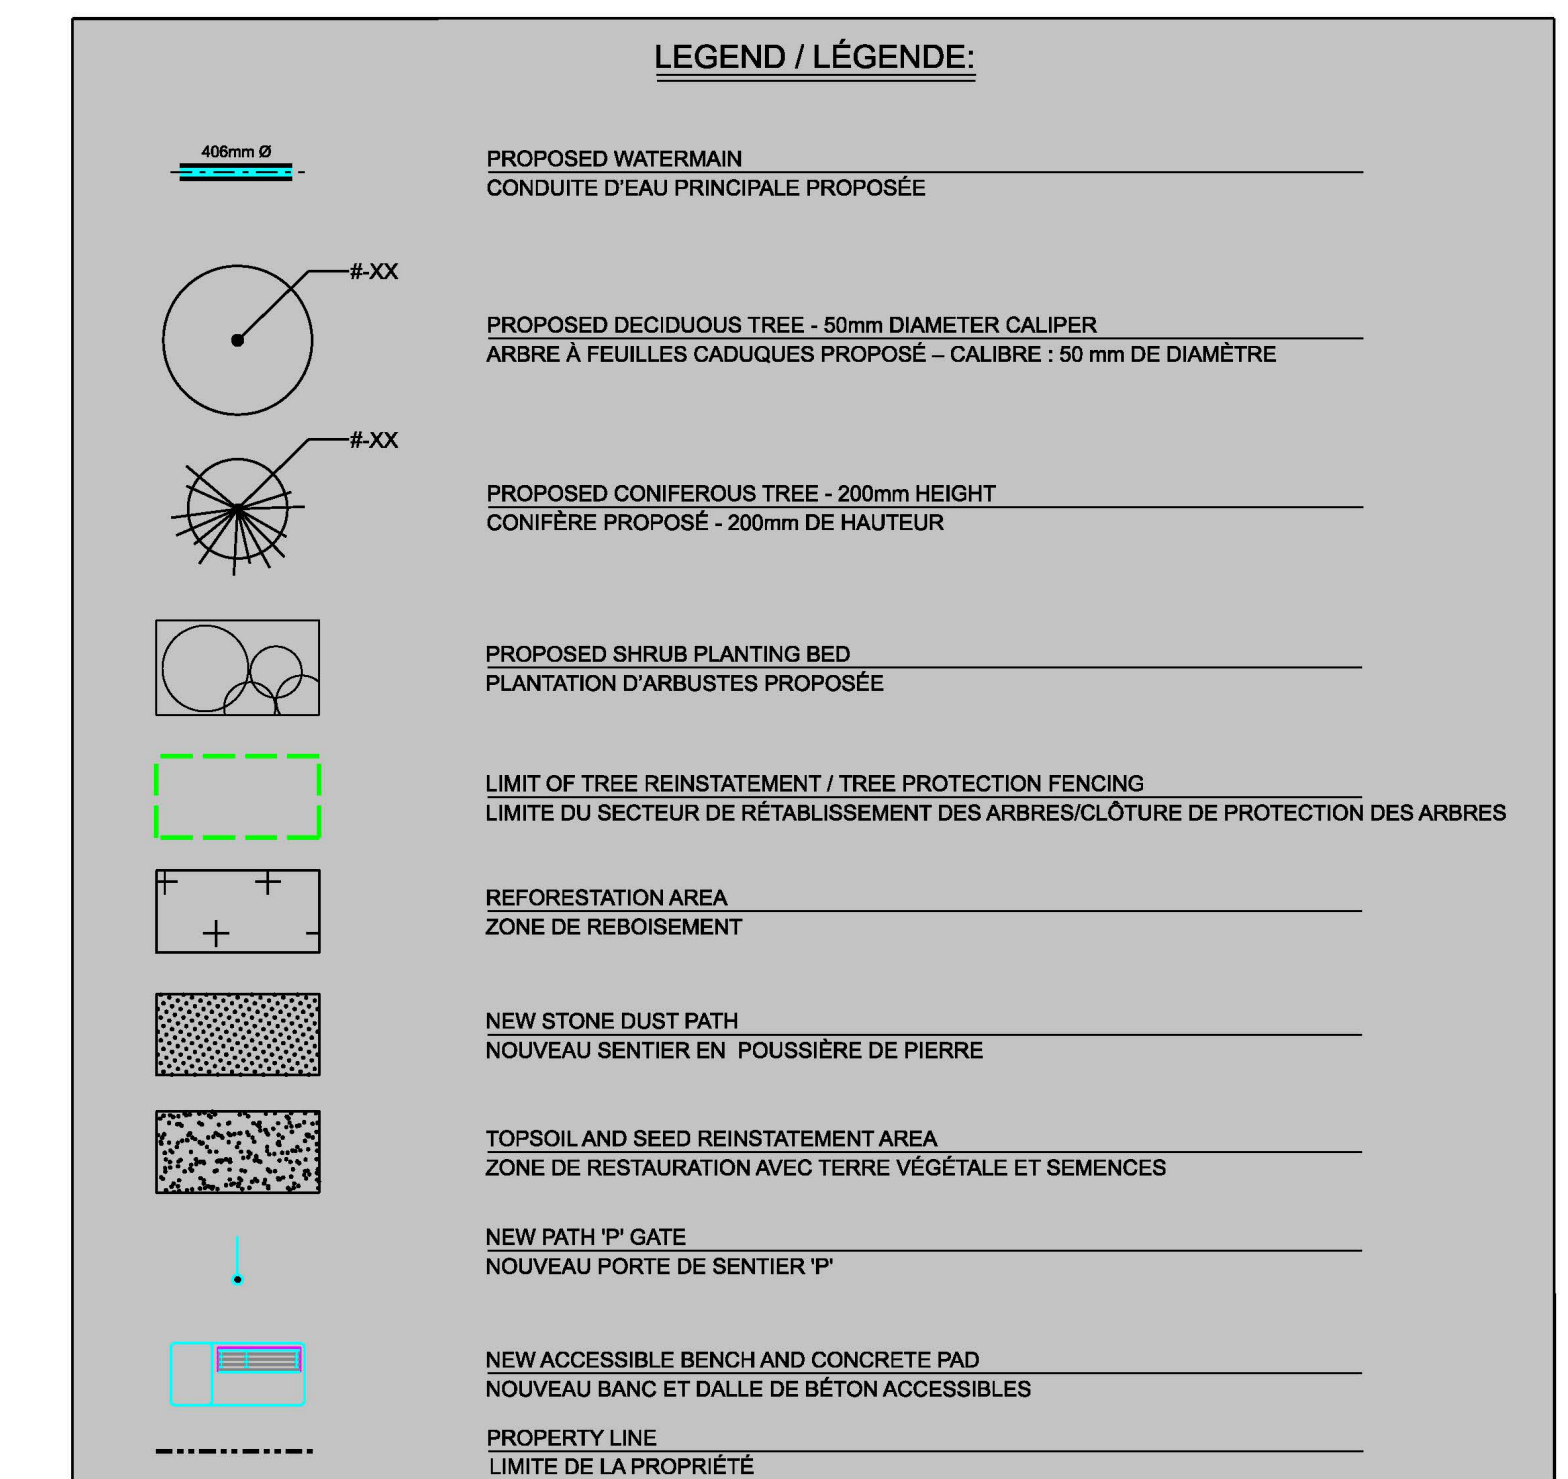 LEGEND / LÉGENDE:
406mm Ø
PROPOSED WATERMAIN
CONDUITE D'EAU PRINCIPALE PROPOSÉE
#-XX
PROPOSED DECIDUOUS TREE - 50mm DIAMETER CALIPER
ARBRE À FEUILLES CADUQUES PROPOSÉ – CALIBRE : 50 mm DE DIAMÈTRE
#-XX
PROPOSED CONIFEROUS TREE - 200mm HEIGHT
CONIFÈRE PROPOSÉ - 200mm DE HAUTEUR
PROPOSED SHRUB PLANTING BED
PLANTATION D'ARBUSTES PROPOSÉE
LIMIT OF TREE REINSTATEMENT / TREE PROTECTION FENCING
LIMITE DU SECTEUR DE RÉTABLISSEMENT DES ARBRES/CLÔTURE DE PROTECTION DES ARBRES
REFORESTATION AREA
ZONE DE REBOISEMENT
NEW STONE DUST PATH
NOUVEAU SENTIER EN POUSSIÈRE DE PIERRE
TOPSOIL AND SEED REINSTATEMENT AREA
ZONE DE RESTAURATION AVEC TERRE VÉGÉTALE ET SEMENCES
NEW PATH 'P' GATE
NOUVEAU PORTE DE SENTIER 'P'
NEW ACCESSIBLE BENCH AND CONCRETE PAD
NOUVEAU BANC ET DALLE DE BÉTON ACCESSIBLES
PROPERTY LINE
LIMITE DE LA PROPRIÉTÉ